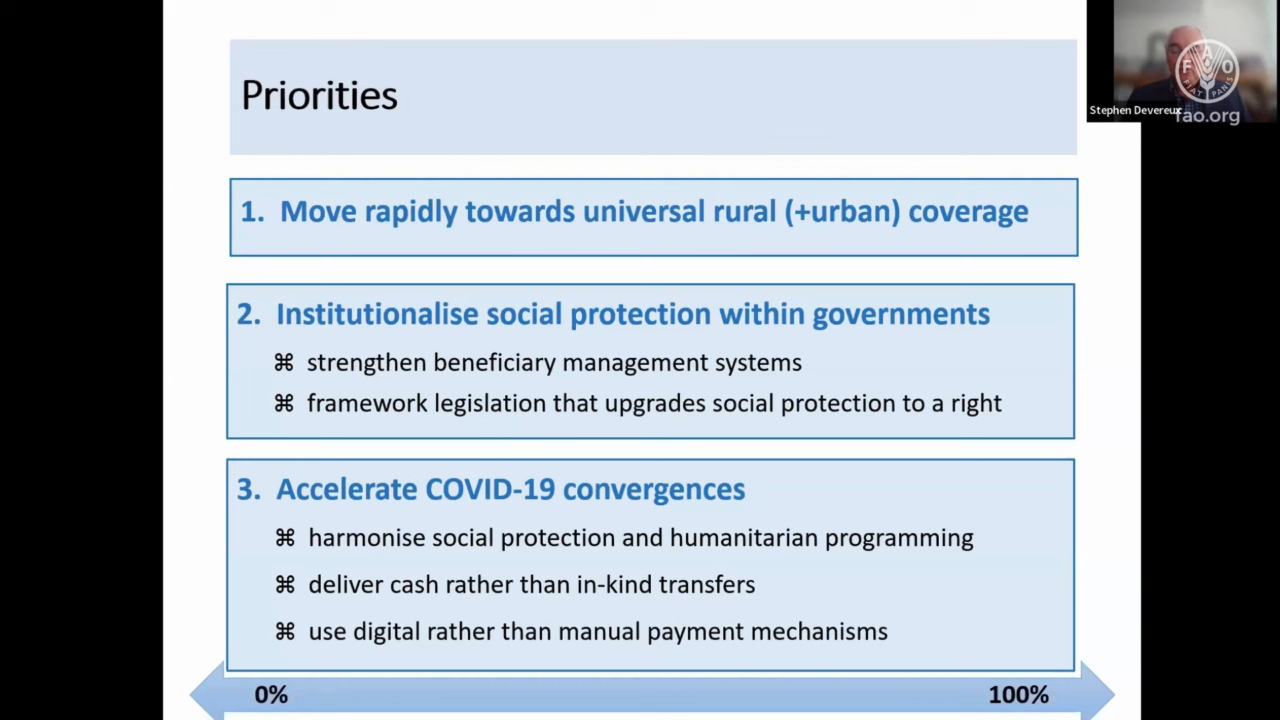 Priorities
1. Move rapidly towards universal rural (+urban) coverage
2. Institutionalise social protection within governments
⌘ strengthen beneficiary management systems
⌘ framework legislation that upgrades social protection to a right
3. Accelerate COVID-19 convergences
⌘ harmonise social protection and humanitarian programming
⌘ deliver cash rather than in-kind transfers
⌘ use digital rather than manual payment mechanisms
0% 100%
F A O
FIAT PANIS
Stephen Devereux
fao.org